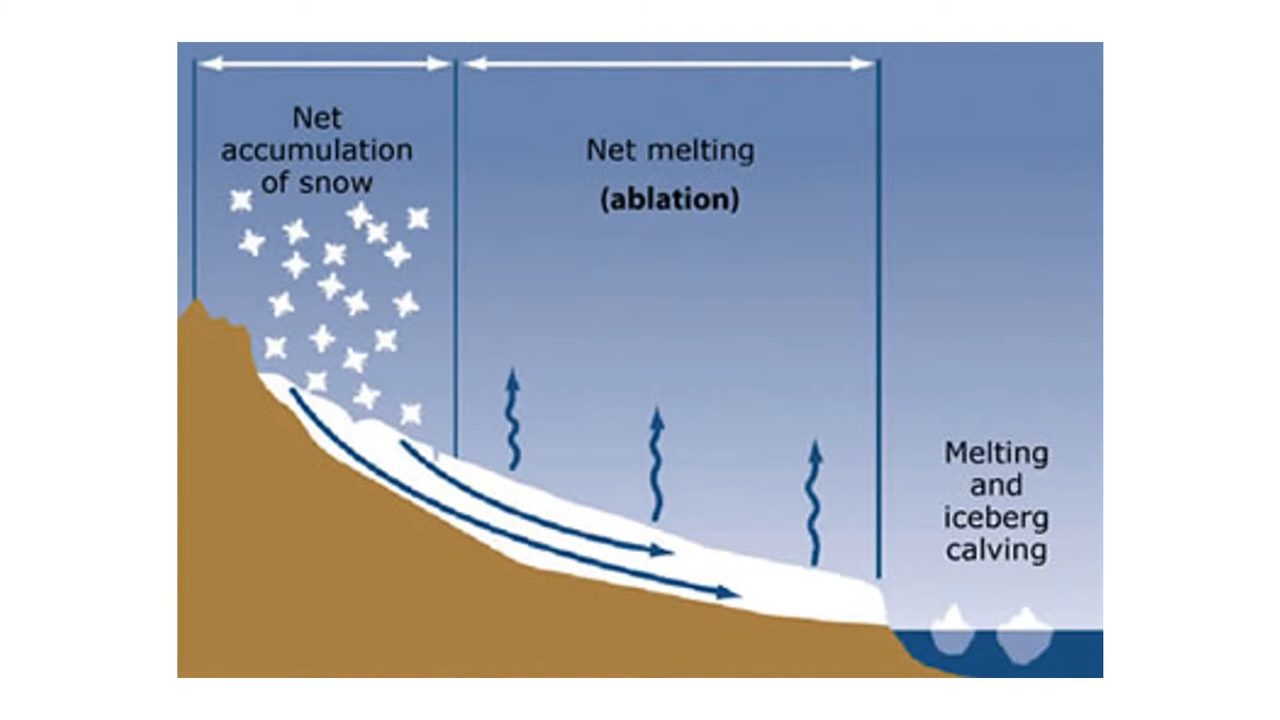 Net
accumulation
of snow
Net melting
(ablation)
Melting
and
iceberg
calving